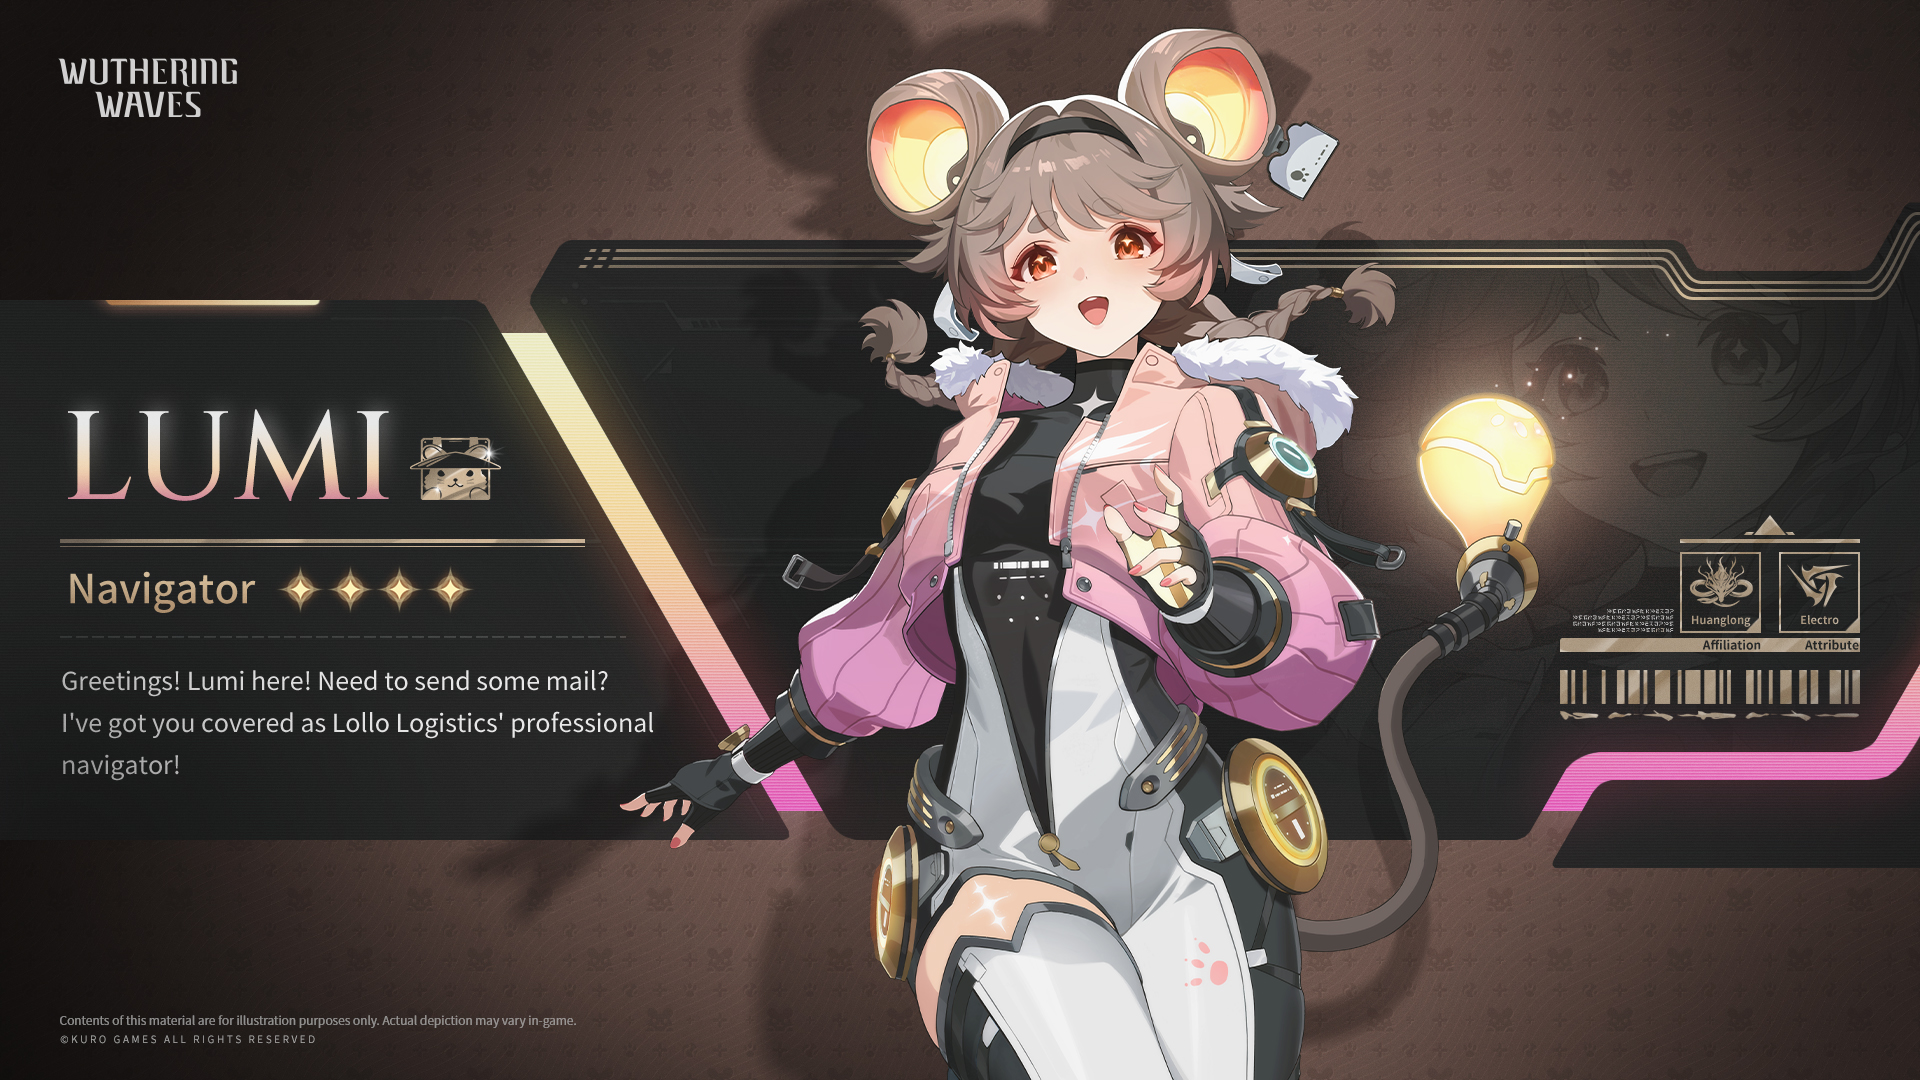 WUTHERING
WAVES
LUMI
Navigator
Greetings! Lumi here! Need to send some mail?
I've got you covered as Lollo Logistics' professional
navigator!
Huanglong
Electro
Affiliation
Attribute
Contents of this material are for illustration purposes only. Actual depiction may vary in-game.
©KURO GAMES ALL RIGHTS RESERVED